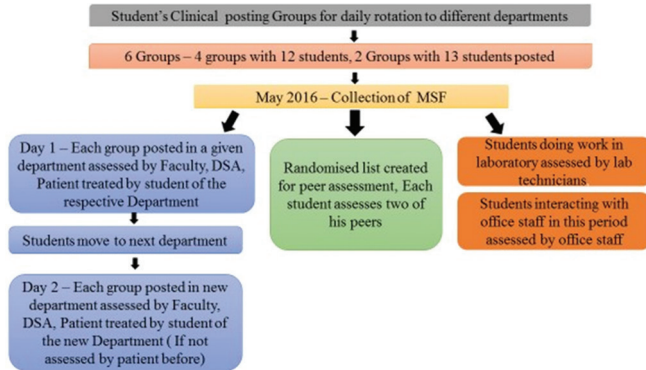 Student's Clinical posting Groups for daily rotation to different departments
6 Groups – 4 groups with 12 students, 2 Groups with 13 students posted
May 2016 – Collection of MSF
Day 1 – Each group posted in a given
department assessed by Faculty, DSA,
Patient treated by student of the
respective Department
Students move to next department
Day 2 – Each group posted in new
department assessed by Faculty,
DSA, Patient treated by student of
the new Department ( If not
assessed by patient before)
Randomised list created
for peer assessment, Each
student assesses two of
his peers
Students doing work in
laboratory assessed by lab
technicians
Students interacting with
office staff in this period
assessed by office staff